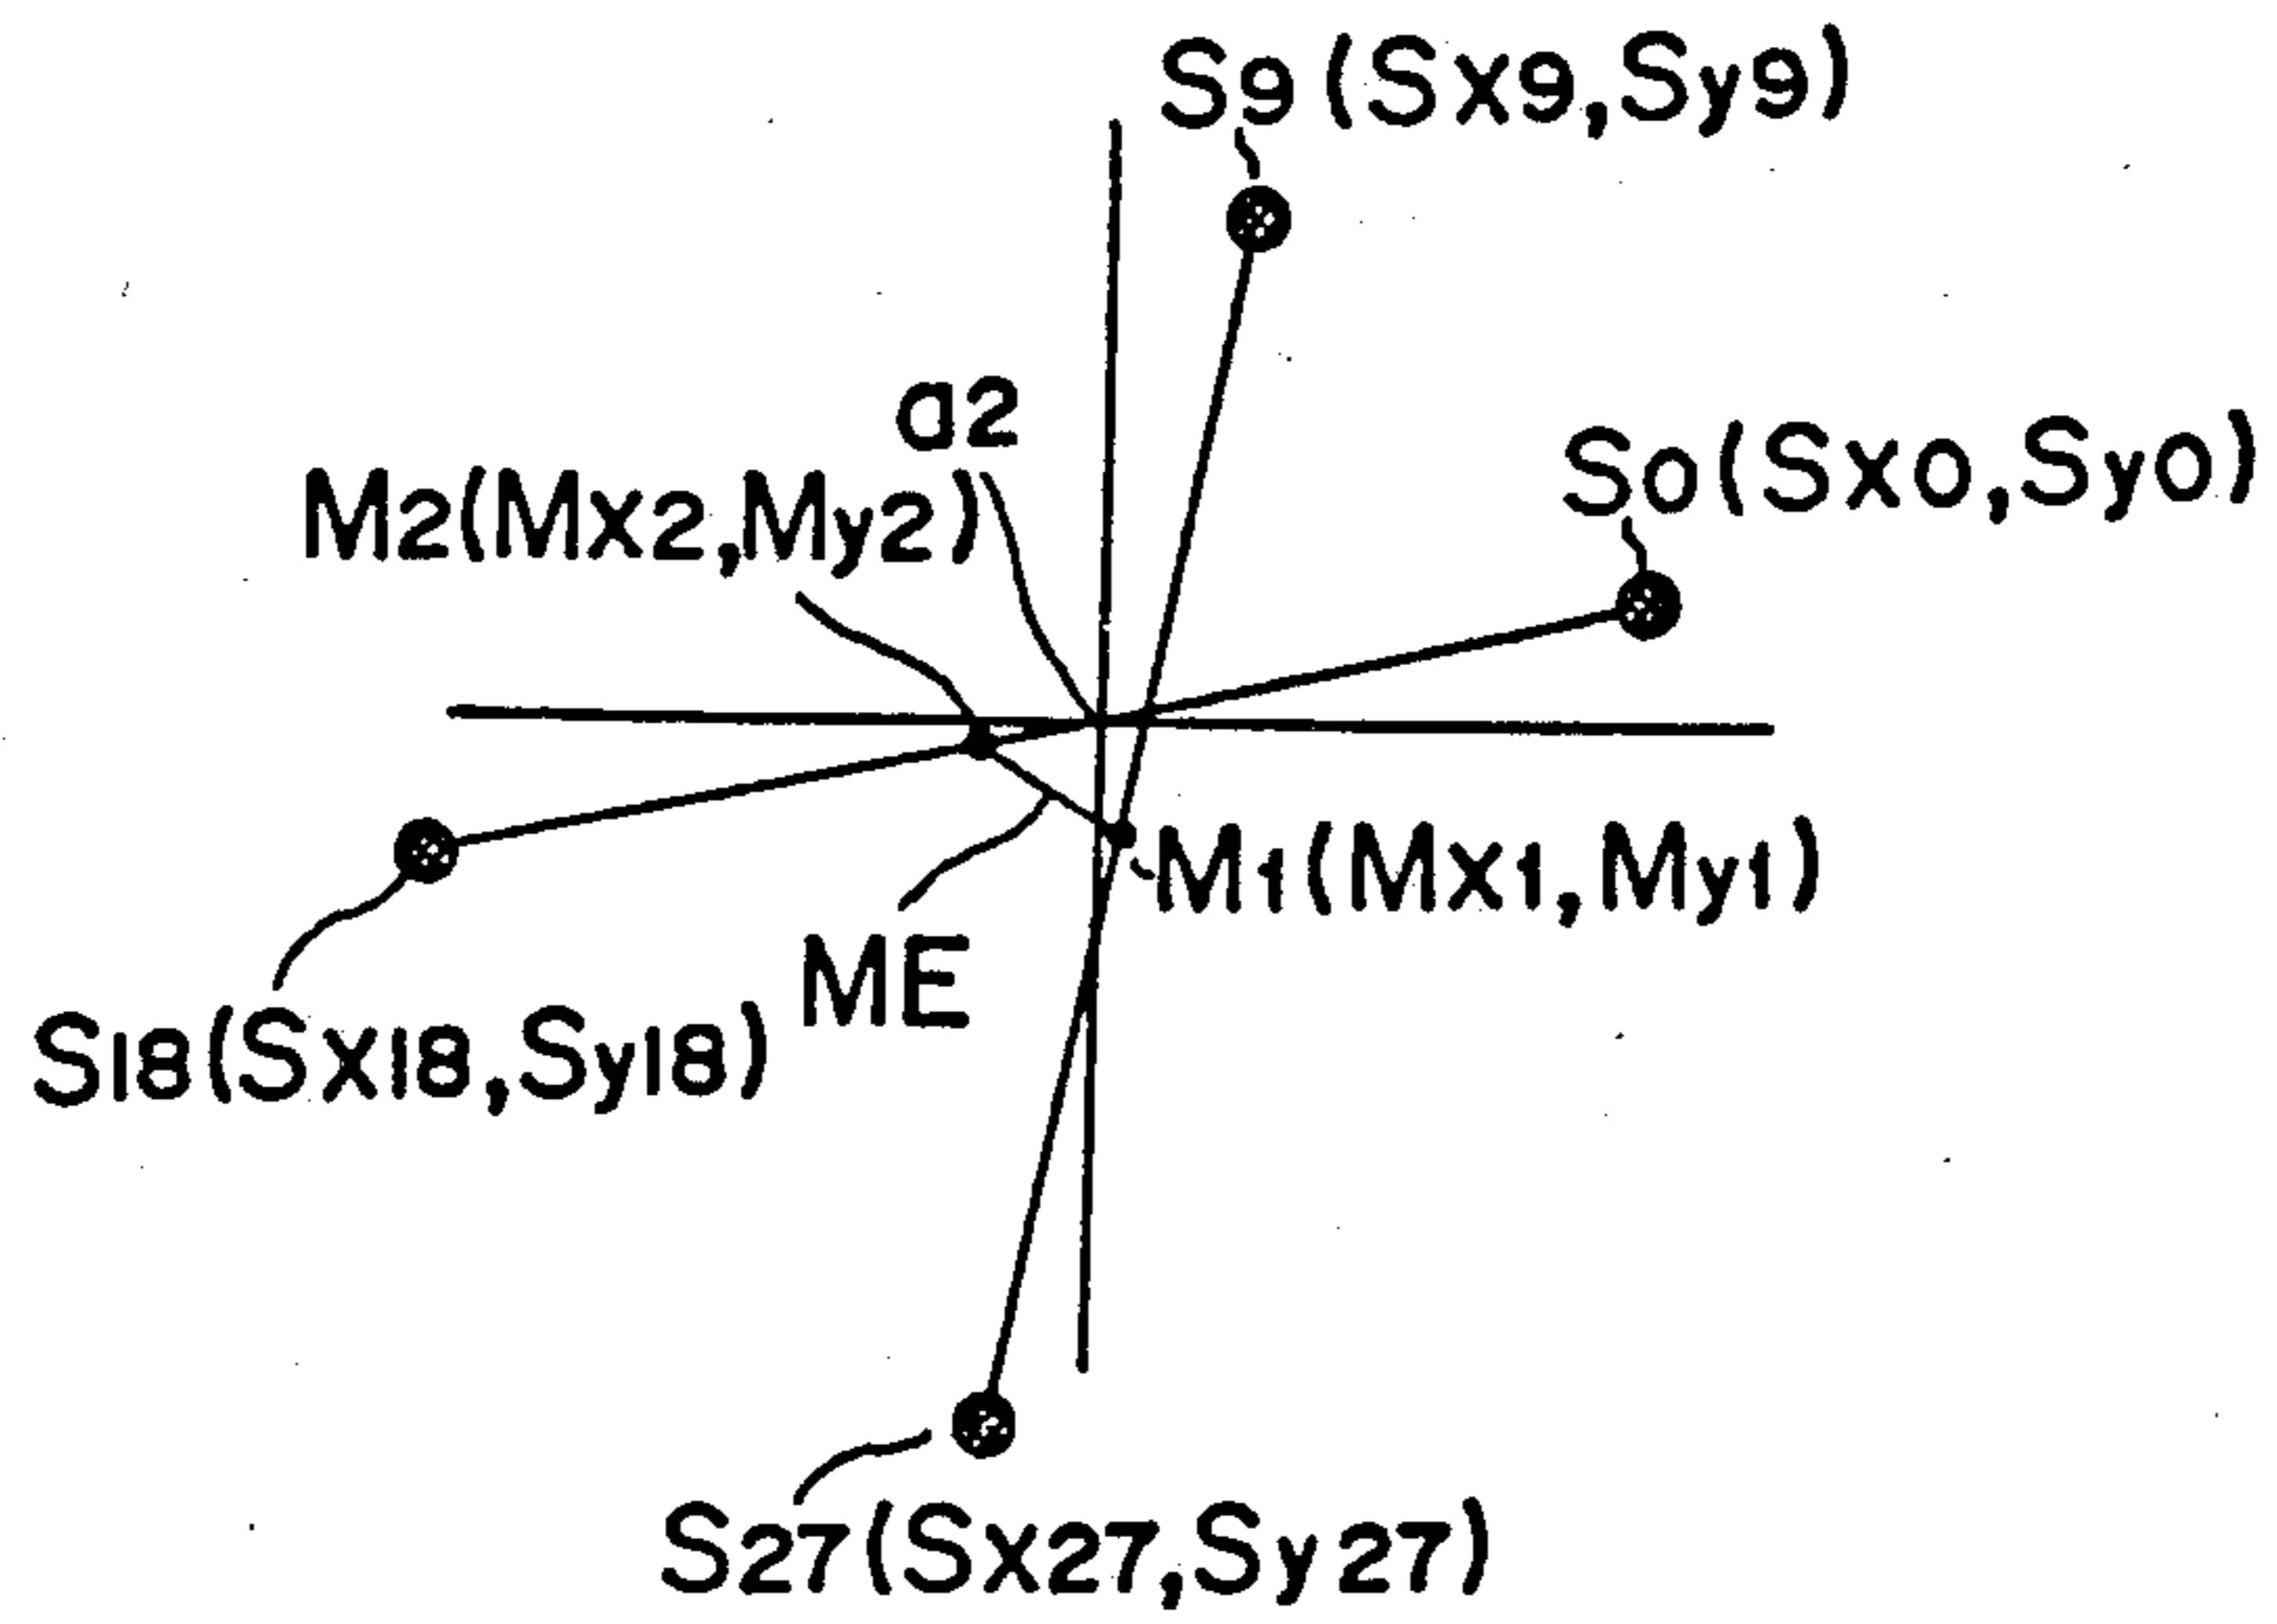 S9(Sx9,Sy9)
a2
S0(Sx0,Sy0)
M2(Mx2,My2)
M1(Mx1,My1)
ME
S18(Sx18,Sy18)
S27(Sx27,Sy27)